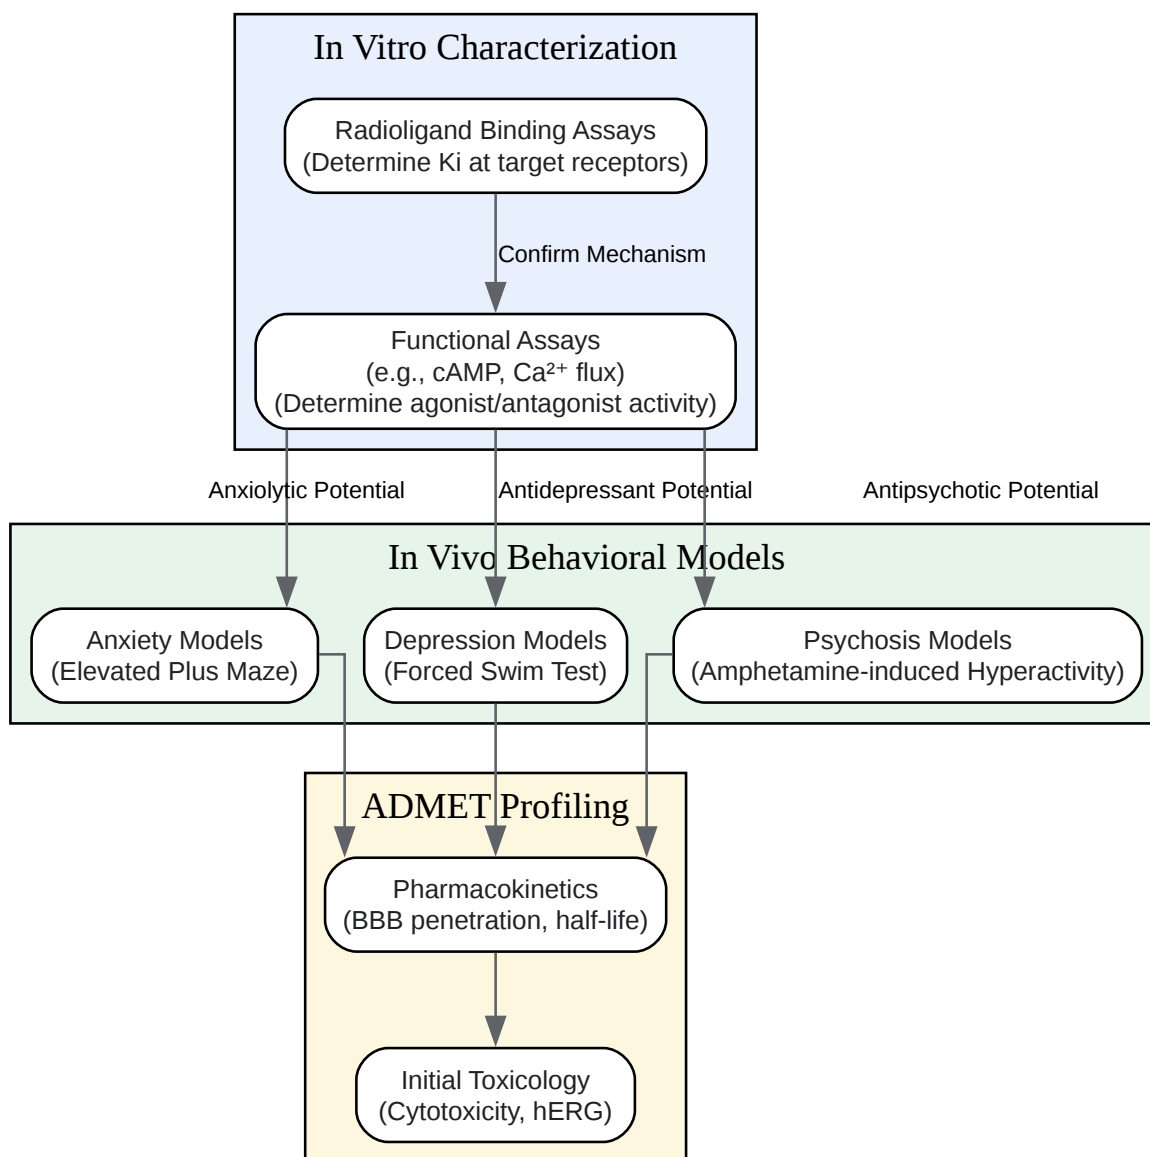 In Vitro Characterization
Radioligand Binding Assays
(Determine Ki at target receptors)
Confirm Mechanism
Functional Assays
(e.g., cAMP, Ca²⁺ flux)
(Determine agonist/antagonist activity)
Anxiolytic Potential
Antidepressant Potential
Antipsychotic Potential
In Vivo Behavioral Models
Anxiety Models
(Elevated Plus Maze)
Depression Models
(Forced Swim Test)
Psychosis Models
(Amphetamine-induced Hyperactivity)
ADMET Profiling
Pharmacokinetics
(BBB penetration, half-life)
Initial Toxicology
(Cytotoxicity, hERG)